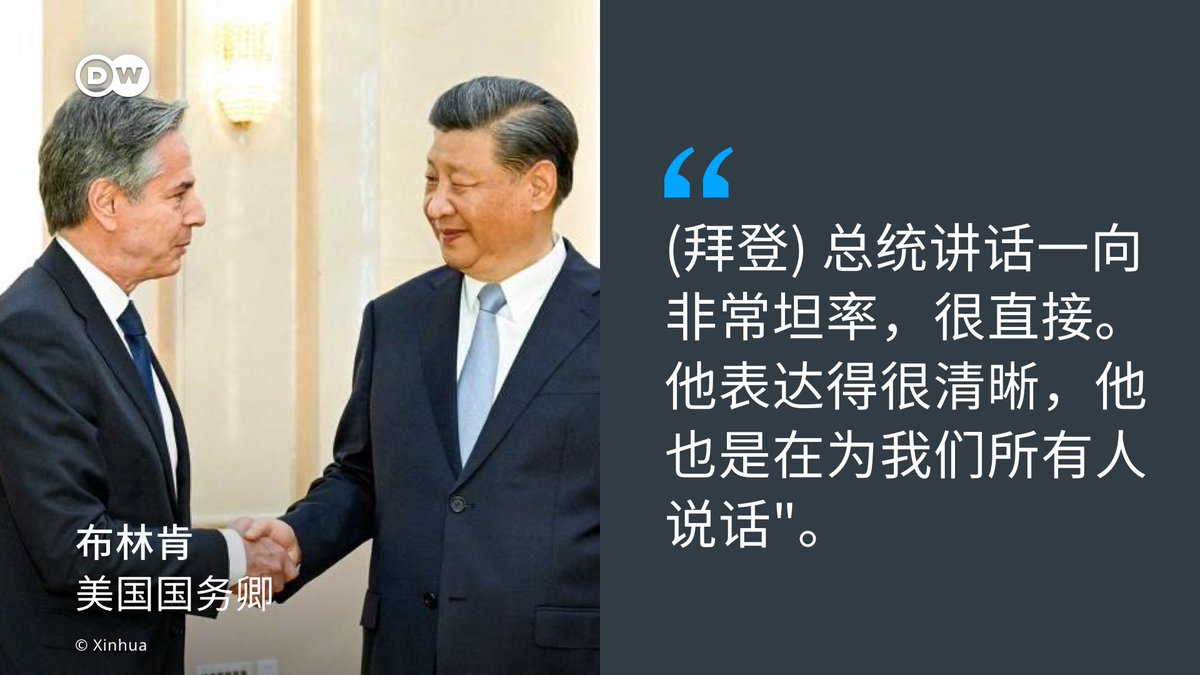 DW
布林肯
美国国务卿
© Xinhua
“
(拜登) 总统讲话一向
非常坦率，很直接。
他表达得很清晰，他
也是在为我们所有人
说话"。